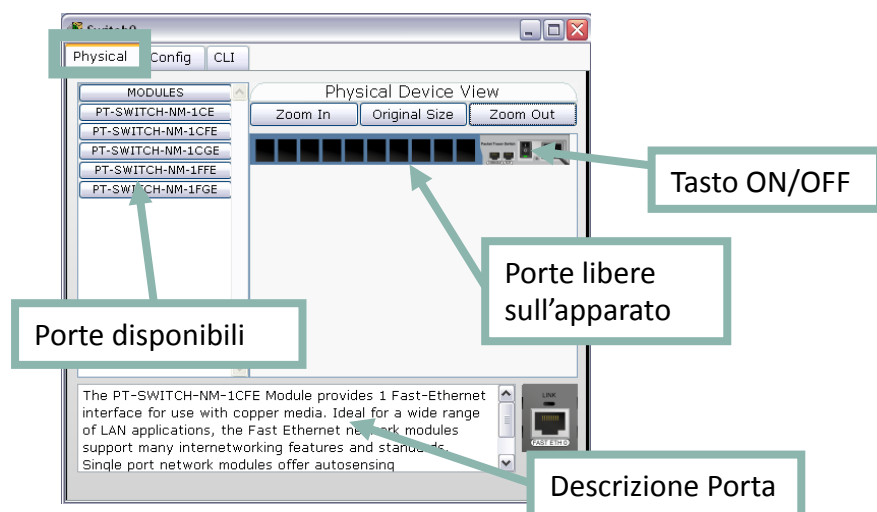 Switch0
Physical
Config
CLI
MODULES
PT-SWITCH-NM-1CE
PT-SWITCH-NM-1CFE
PT-SWITCH-NM-1CGE
PT-SWITCH-NM-1FFE
PT-SWITCH-NM-1FGE
Physical Device View
Zoom In
Original Size
Zoom Out
Tasto ON/OFF
Porte libere
sull’apparato
Porte disponibili
The PT-SWITCH-NM-1CFE Module provides 1 Fast-Ethernet
interface for use with copper media. Ideal for a wide range
of LAN applications, the Fast Ethernet network modules
support many internetworking features and standards.
Single port network modules offer autosensing
LINK
FAST ETH 0
Descrizione Porta